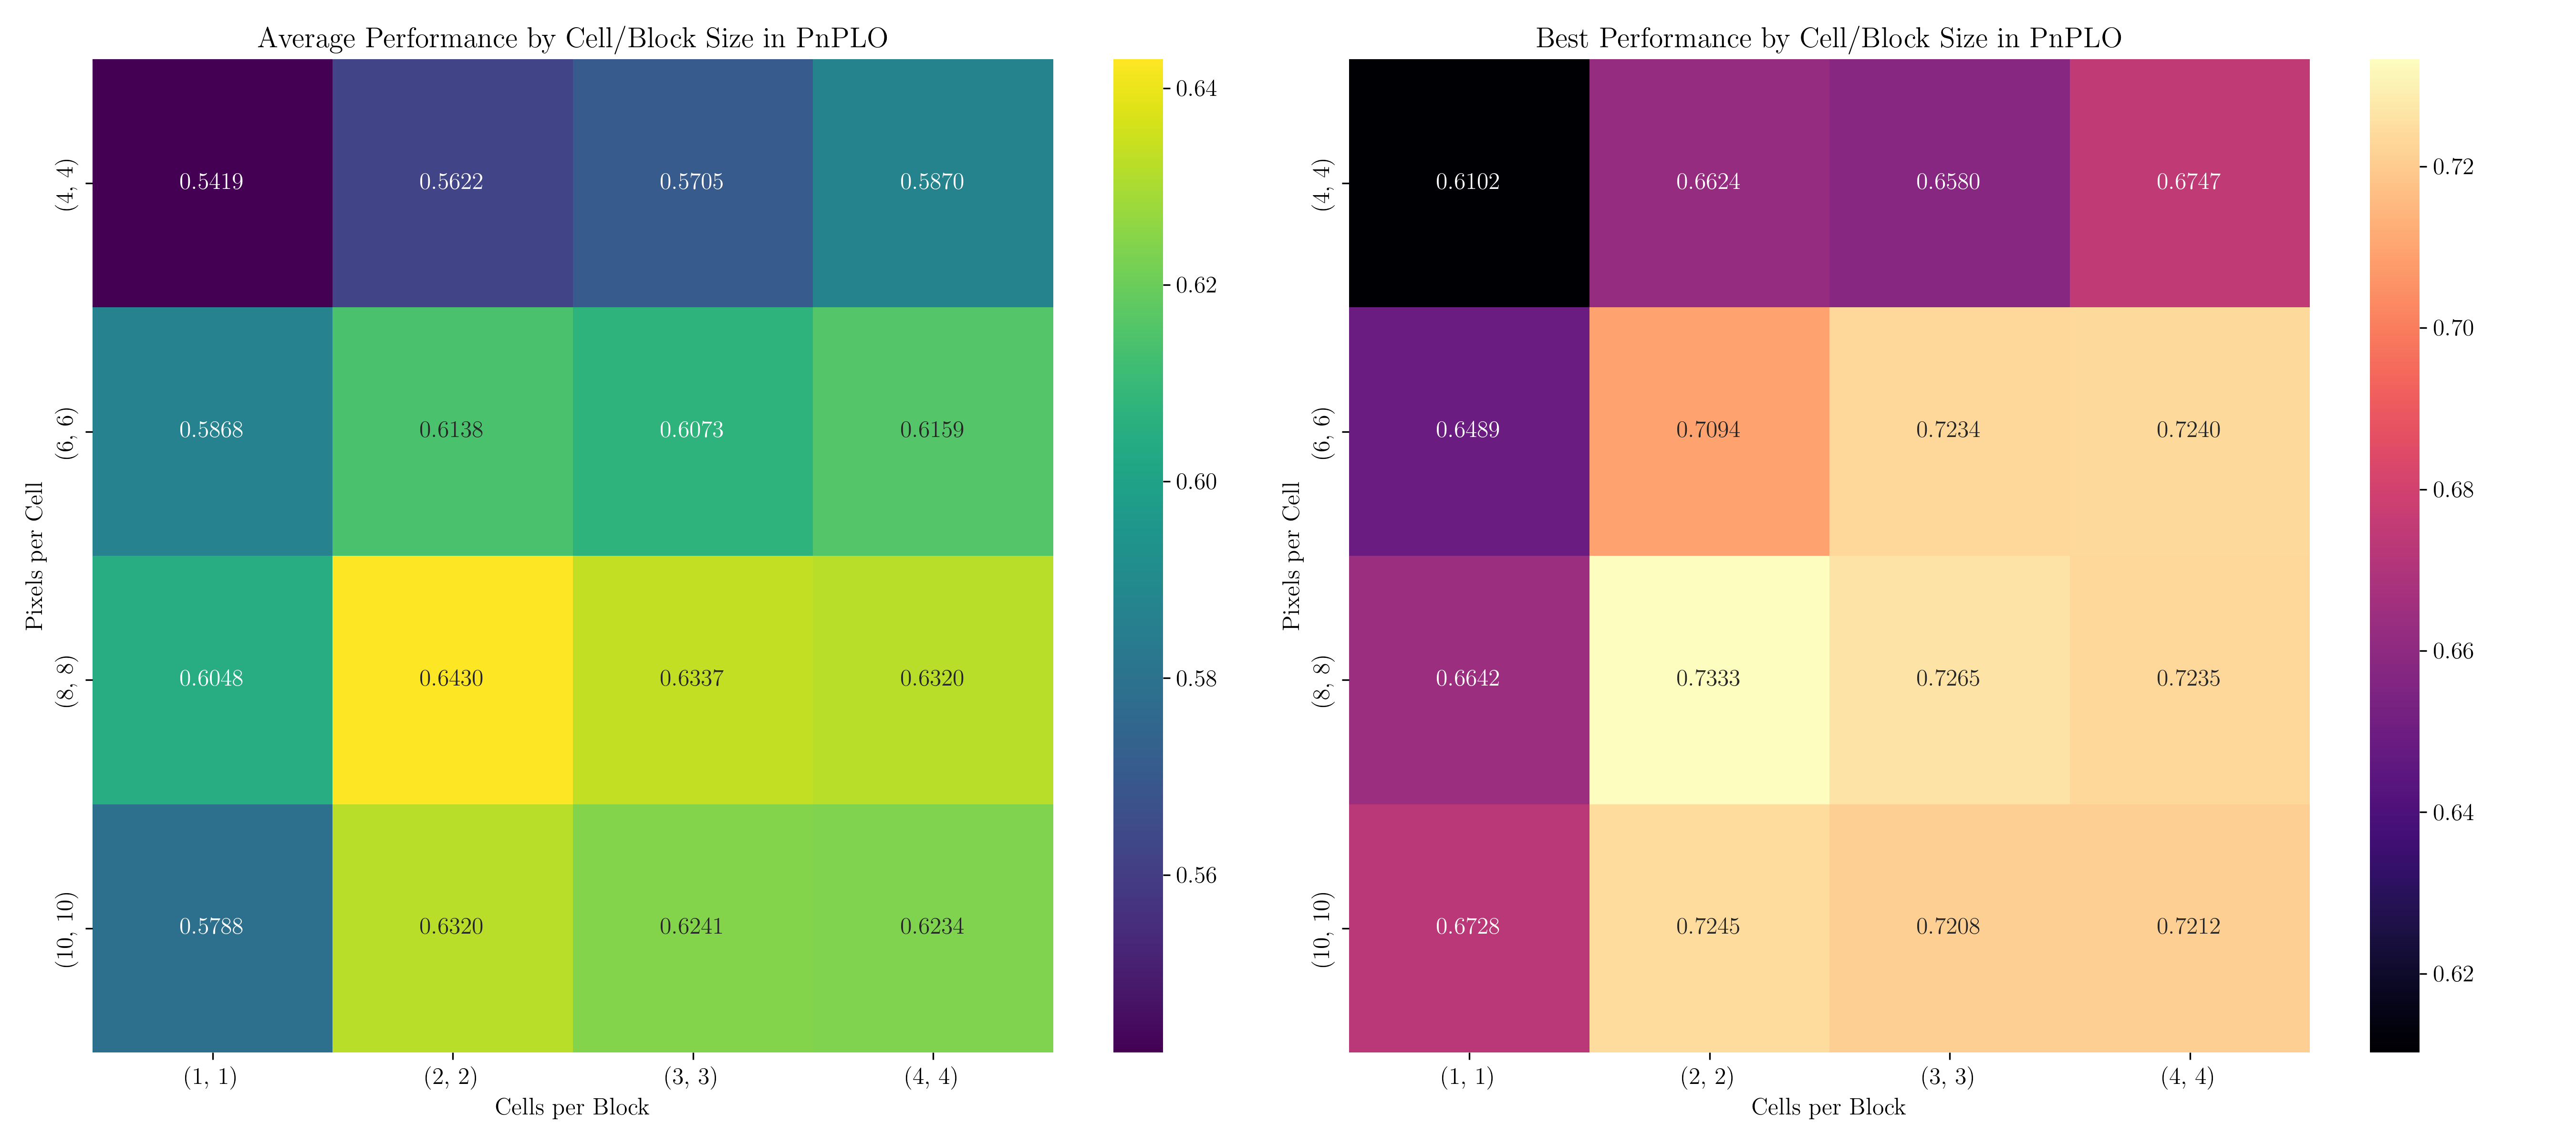 Average Performance by Cell/Block Size in PnPLO
Pixels per Cell
(4, 4)
0.5419 0.5622 0.5705 0.5870
(6, 6)
0.5868 0.6138 0.6073 0.6159
(8, 8)
0.6048 0.6430 0.6337 0.6320
(10, 10)
0.5788 0.6320 0.6241 0.6234
(1, 1) (2, 2) (3, 3) (4, 4)
Cells per Block
0.64
0.62
0.60
0.58
0.56
Best Performance by Cell/Block Size in PnPLO
Pixels per Cell
(4, 4)
0.6102 0.6624 0.6580 0.6747
(6, 6)
0.6489 0.7094 0.7234 0.7240
(8, 8)
0.6642 0.7333 0.7265 0.7235
(10, 10)
0.6728 0.7245 0.7208 0.7212
(1, 1) (2, 2) (3, 3) (4, 4)
Cells per Block
0.72
0.70
0.68
0.66
0.64
0.62